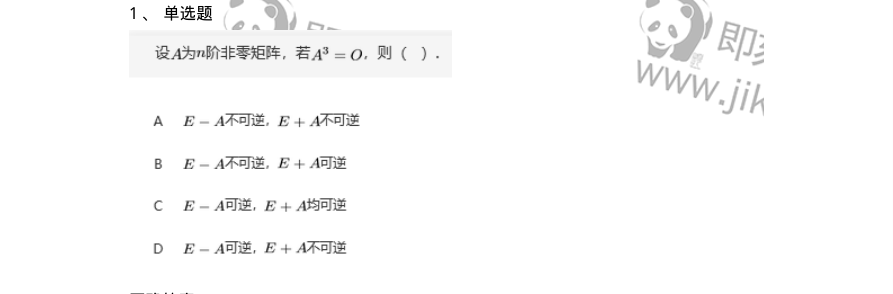 1、 单选题
设A为n阶非零矩阵，若A³ = O，则（ ）.
A E − A不可逆，E + A不可逆
B E − A不可逆，E + A可逆
C E − A可逆，E + A均可逆
D E − A可逆，E + A不可逆
www.jik